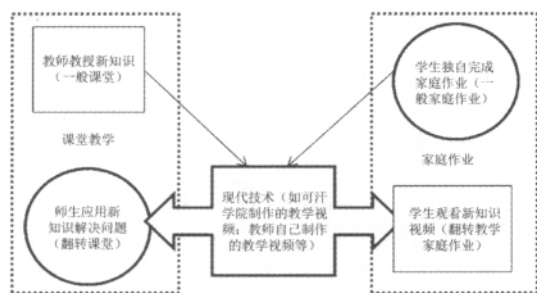 教师教授新知识
(一般课堂)
学生独自完成
家庭作业(一
般家庭作业)
课堂教学
家庭作业
师生应用新
知识解决问题
(翻转课堂)
现代技术(如可汗
学院制作的教学视
频；教师自己制作
的教学视频等)
学生观看新知识
视频(翻转教学
家庭作业)